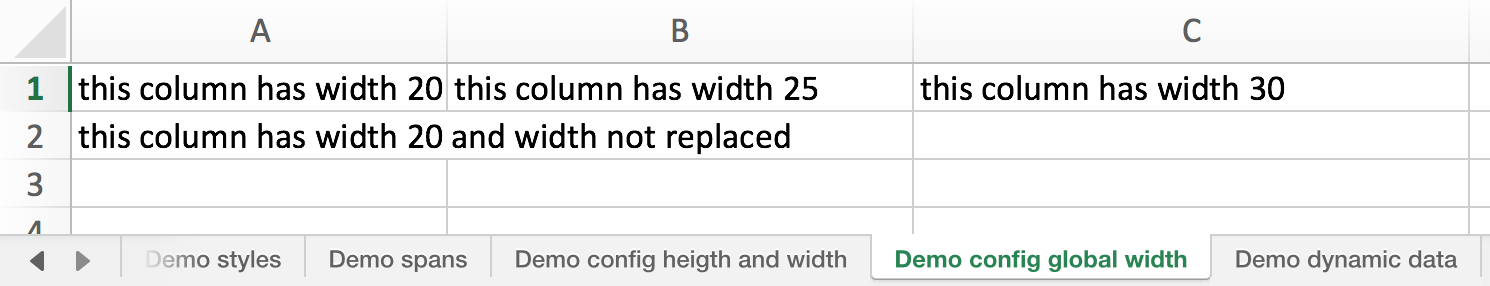 A B C
1 this column has width 20 this column has width 25 this column has width 30
2 this column has width 20 and width not replaced
3
4
Demo styles Demo spans Demo config heigth and width Demo config global width Demo dynamic data